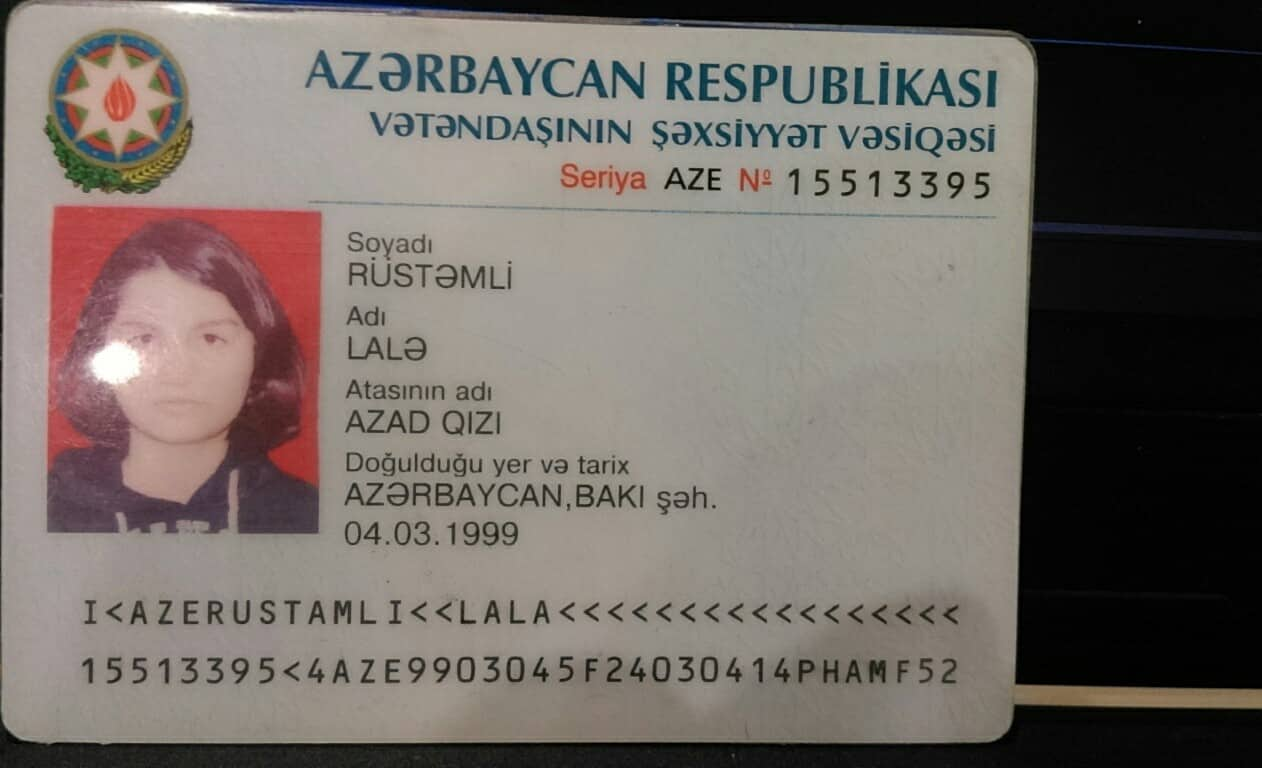 AZƏRBAYCAN RESPUBLİKASI
VƏTƏNDAŞININ ŞƏXSİYYƏT VƏSİQƏSİ
Seriya AZE № 15513395
Soyadı
RÜSTƏMLİ
Adı
LALƏ
Atasının adı
AZAD QIZI
Doğulduğu yer və tarix
AZƏRBAYCAN,BAKI şəh.
04.03.1999
I<AZERUSTAMLI<<LALA<<<<<<<<<<<<<<<<<
15513395<4AZE9903045F24030414PHAMF52